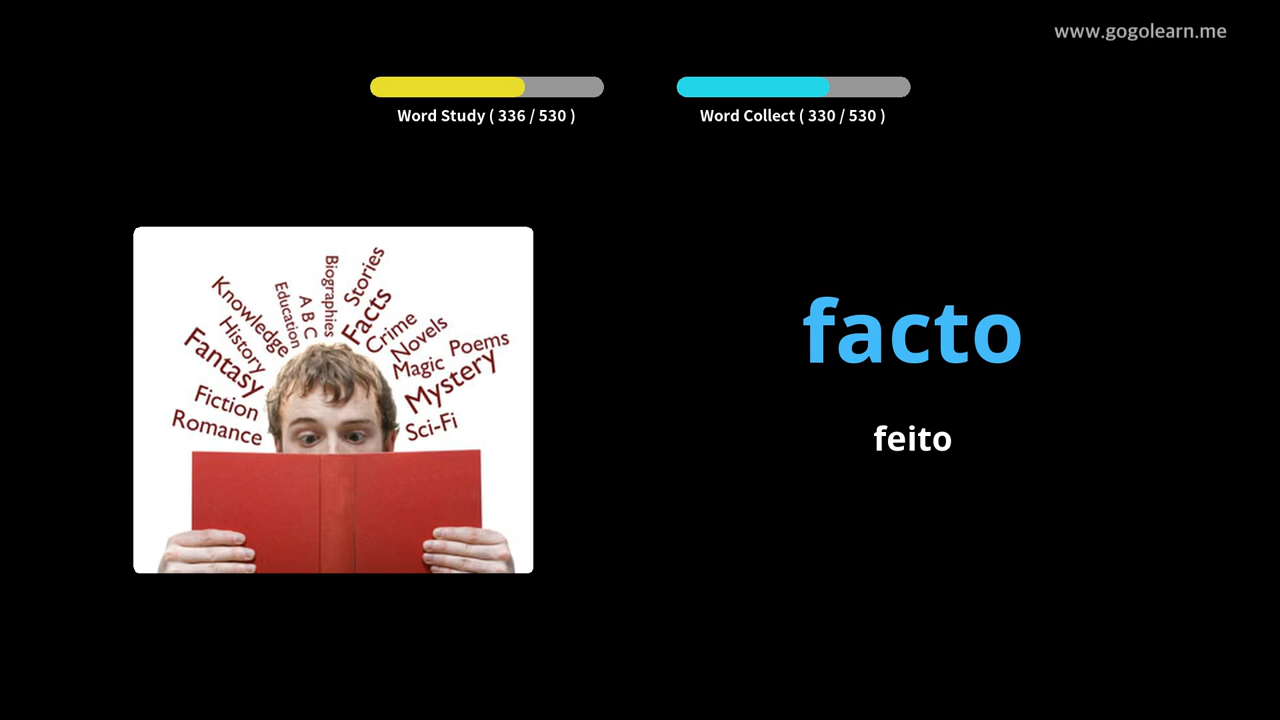 www.gogolearn.me
Word Study ( 336 / 530 )
Word Collect ( 330 / 530 )
Biographies
Stories
Education
A B C
Facts
Knowledge
Crime
History
Novels
Fantasy
Magic
Poems
Mystery
Fiction
Romance
Sci-Fi
facto
feito